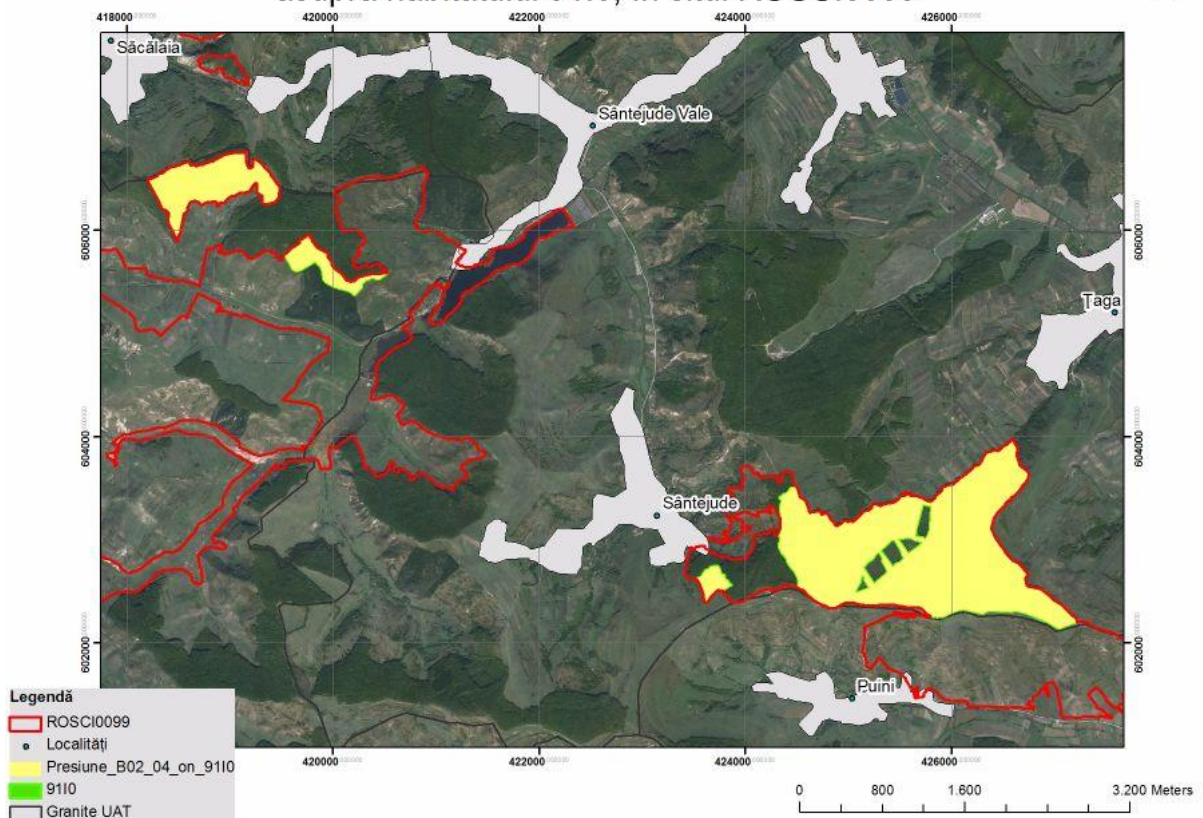 418000
420000
422000
424000
426000
Săcălaia
Sântejude Vale
606000
606000
Țaga
604000
604000
Sântejude
602000
602000
Puini
Legendă
ROSCI0099
Localități
Presiune_B02_04_on_91I0
91I0
Granite UAT
420000
422000
424000
426000
0 800 1.600 3.200 Meters